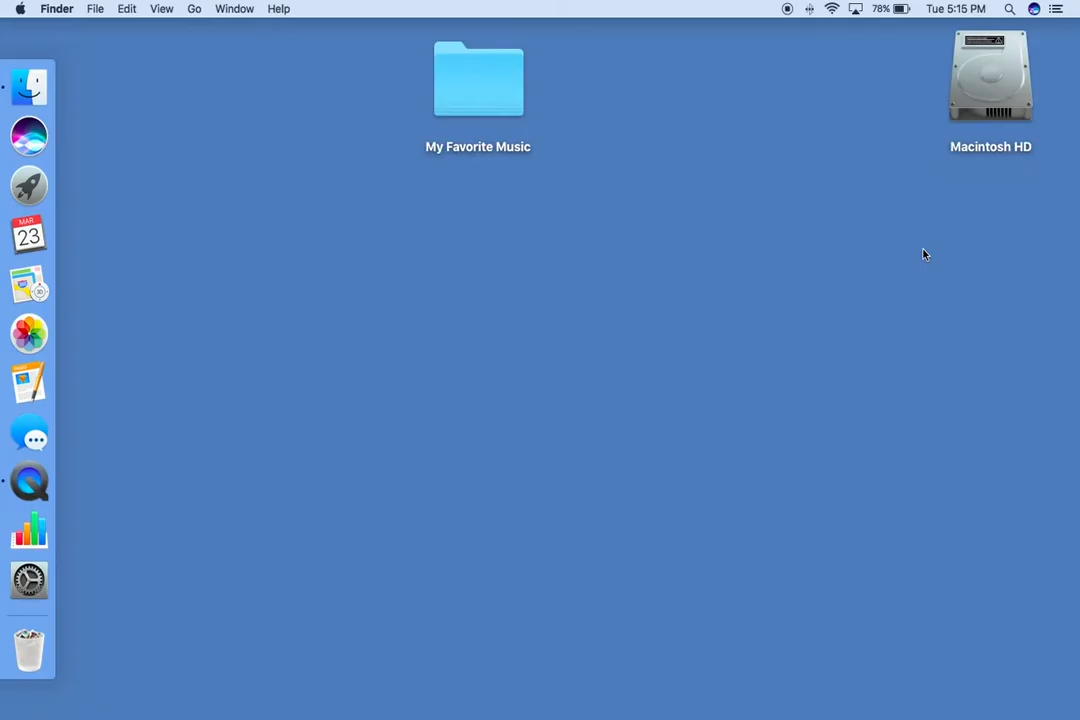 Finder File Edit View Go Window Help 78% Tue 5:15 PM
My Favorite Music
Macintosh HD
MAR
23